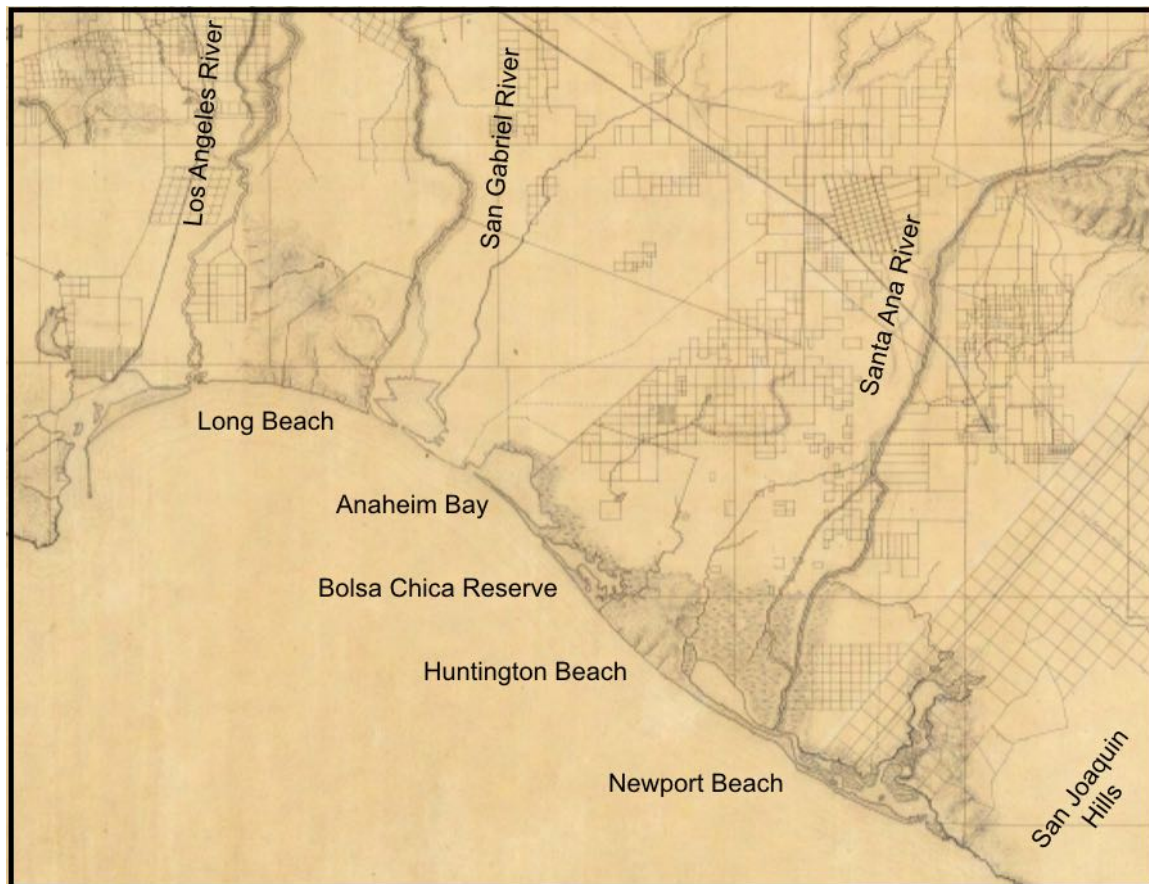 Los Angeles River
San Gabriel River
Santa Ana River
Long Beach
Anaheim Bay
Bolsa Chica Reserve
Huntington Beach
Newport Beach
San Joaquin
Hills